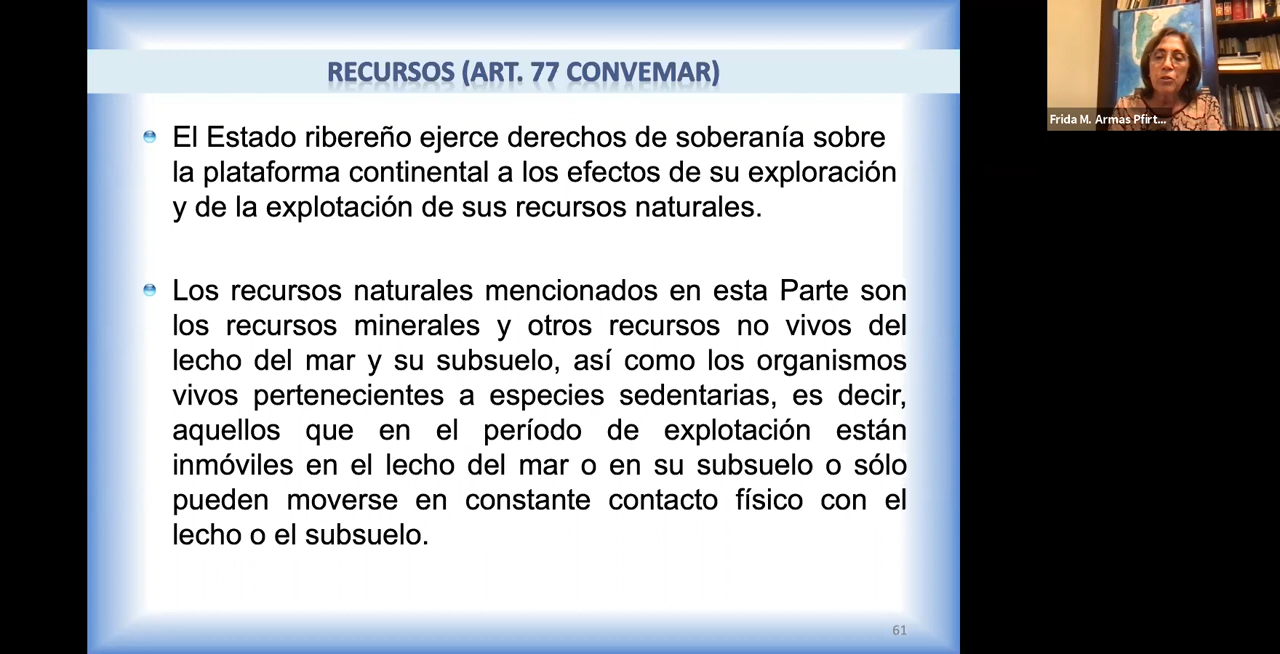 RECURSOS (ART. 77 CONVEMAR)
El Estado ribereño ejerce derechos de soberanía sobre
la plataforma continental a los efectos de su exploración
y de la explotación de sus recursos naturales.
Los recursos naturales mencionados en esta Parte son
los recursos minerales y otros recursos no vivos del
lecho del mar y su subsuelo, así como los organismos
vivos pertenecientes a especies sedentarias, es decir,
aquellos que en el período de explotación están
inmóviles en el lecho del mar o en su subsuelo o sólo
pueden moverse en constante contacto físico con el
lecho o el subsuelo.
61
Frida M. Armas Pfirt...